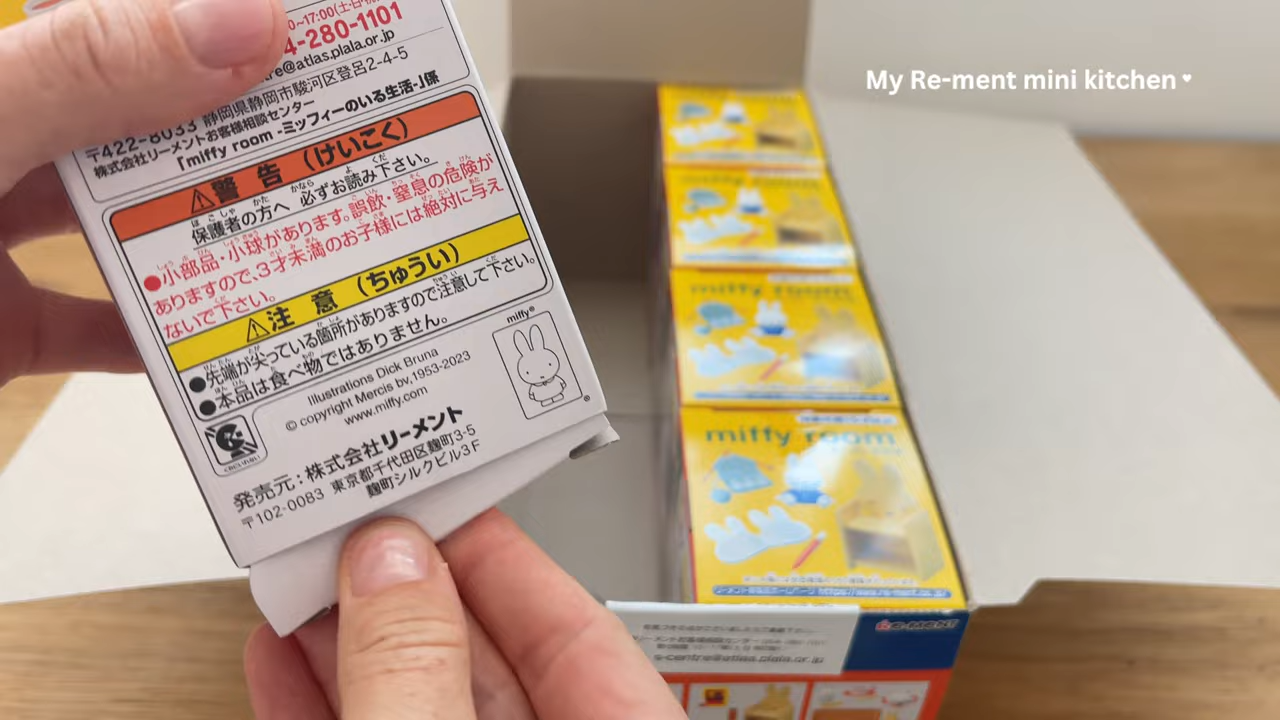 My Re-ment mini kitchen ♥
0~17:00(土·日·祝
4-280-1101
tre@atlas.plala.or.jp
〒422-8033 静岡県静岡市駿河区登呂2-4-5
株式会社リーメントお客様相談センター
「miffy room -ミッフィーのいる生活-」係
⚠警告(けいこく)
保護者の方へ 必ずお読み下さい。
●小部品・小球があります。誤飲・窒息の危険が
ありますので、3才未満のお子様には絶対に与え
ないで下さい。
⚠注意(ちゅうい)
●先端が尖っている箇所がありますので注意して下さい。
●本品は食べ物ではありません。
Illustrations Dick Bruna
© copyright Mercis bv,1953-2023
www.miffy.com
miffy®
発売元:株式会社リーメント
〒102-0083 東京都千代田区麹町3-5
麹町シルクビル3F
miffy room
miffy room
miffy room
RE-MENT